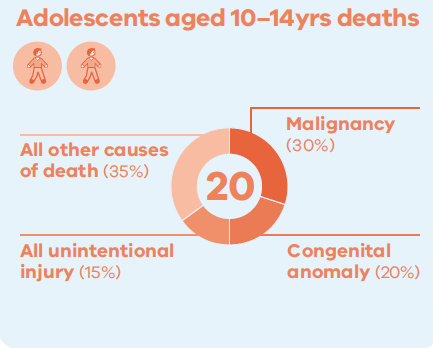 Adolescents aged 10–14yrs deaths
Malignancy
(30%)
All other causes
of death (35%)
20
All unintentional
injury (15%)
Congenital
anomaly (20%)